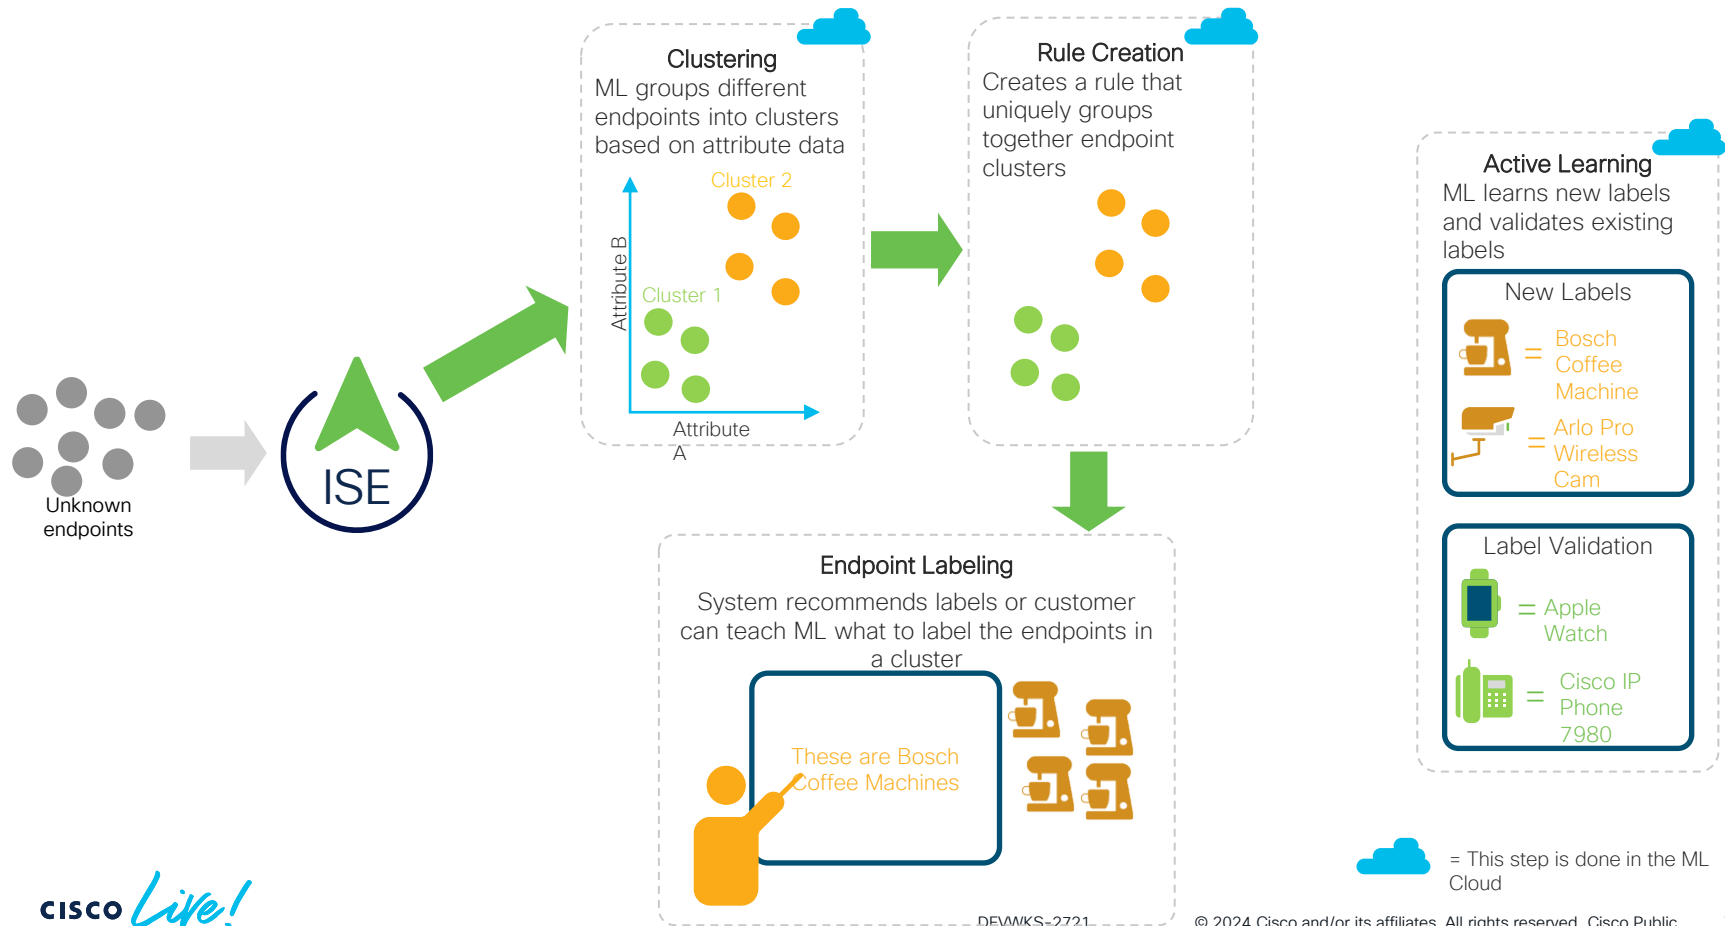 Clustering
ML groups different
endpoints into clusters
based on attribute data
Cluster 2
Attribute B
Cluster 1
Attribute
A
Rule Creation
Creates a rule that
uniquely groups
together endpoint
clusters
Active Learning
ML learns new labels
and validates existing
labels
New Labels
= Bosch
Coffee
Machine
= Arlo Pro
Wireless
Cam
Label Validation
= Apple
Watch
= Cisco IP
Phone
7980
Unknown
endpoints
ISE
Endpoint Labeling
System recommends labels or customer
can teach ML what to label the endpoints in
a cluster
These are Bosch
Coffee Machines
= This step is done in the ML
Cloud
CISCO Live!
DEVWKS-2721
© 2024 Cisco and/or its affiliates. All rights reserved. Cisco Public